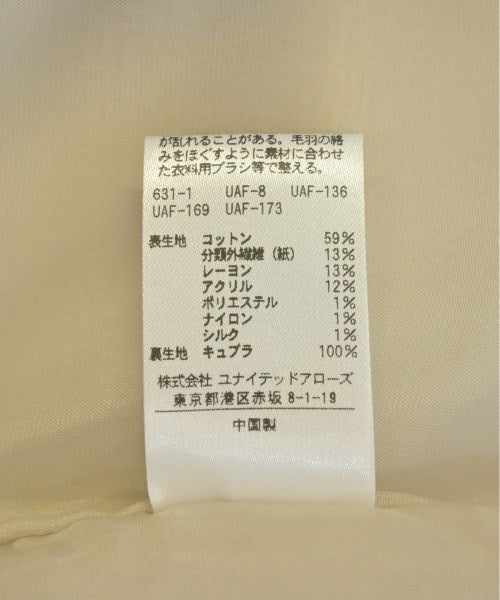 が乱れることがある。毛羽の絡
みをほぐすように素材に合わせ
た衣料用ブラシ等で整える。
631-1 UAF-8 UAF-136
UAF-169 UAF-173
表生地 コットン 59%
分類外繊維（紙） 13%
レーヨン 13%
アクリル 12%
ポリエステル 1%
ナイロン 1%
シルク 1%
裏生地 キュプラ 100%
株式会社 ユナイテッドアローズ
東京都港区赤坂 8-1-19
中国製